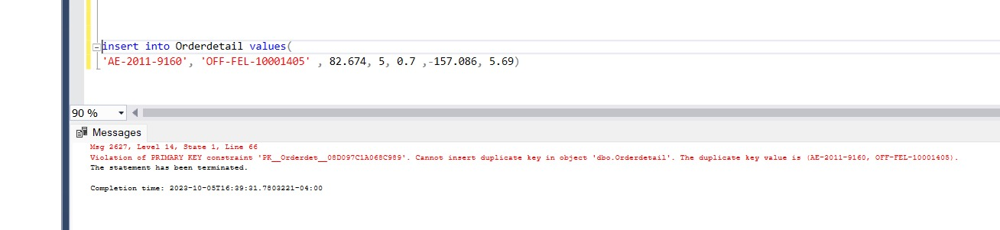 insert into Orderdetail values(
'AE-2011-9160', 'OFF-FEL-10001405' , 82.674, 5, 0.7 ,-157.086, 5.69)
90 %
Messages
Msg 2627, Level 14, State 1, Line 66
Violation of PRIMARY KEY constraint 'PK__Orderdet__08D097C1A068C989'. Cannot insert duplicate key in object 'dbo.Orderdetail'. The duplicate key value is (AE-2011-9160, OFF-FEL-10001405).
The statement has been terminated.
Completion time: 2023-10-05T16:39:31.7803221-04:00